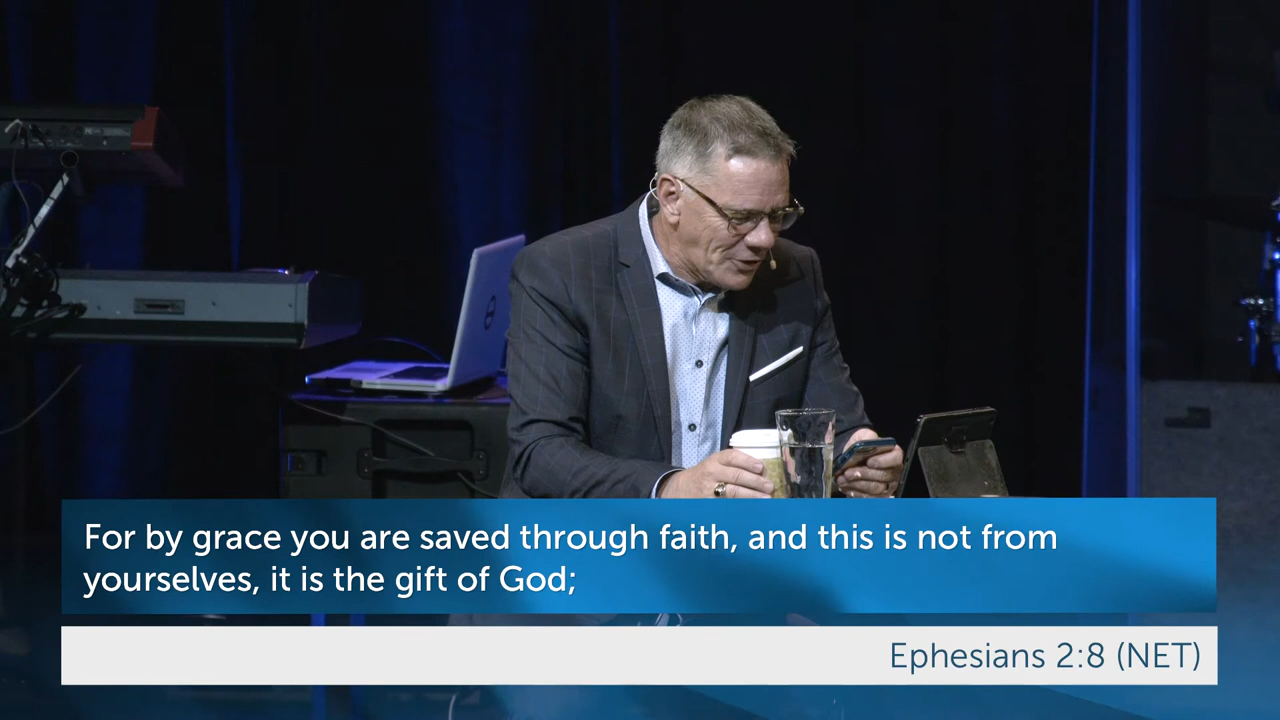 For by grace you are saved through faith, and this is not from
yourselves, it is the gift of God;
Ephesians 2:8 (NET)